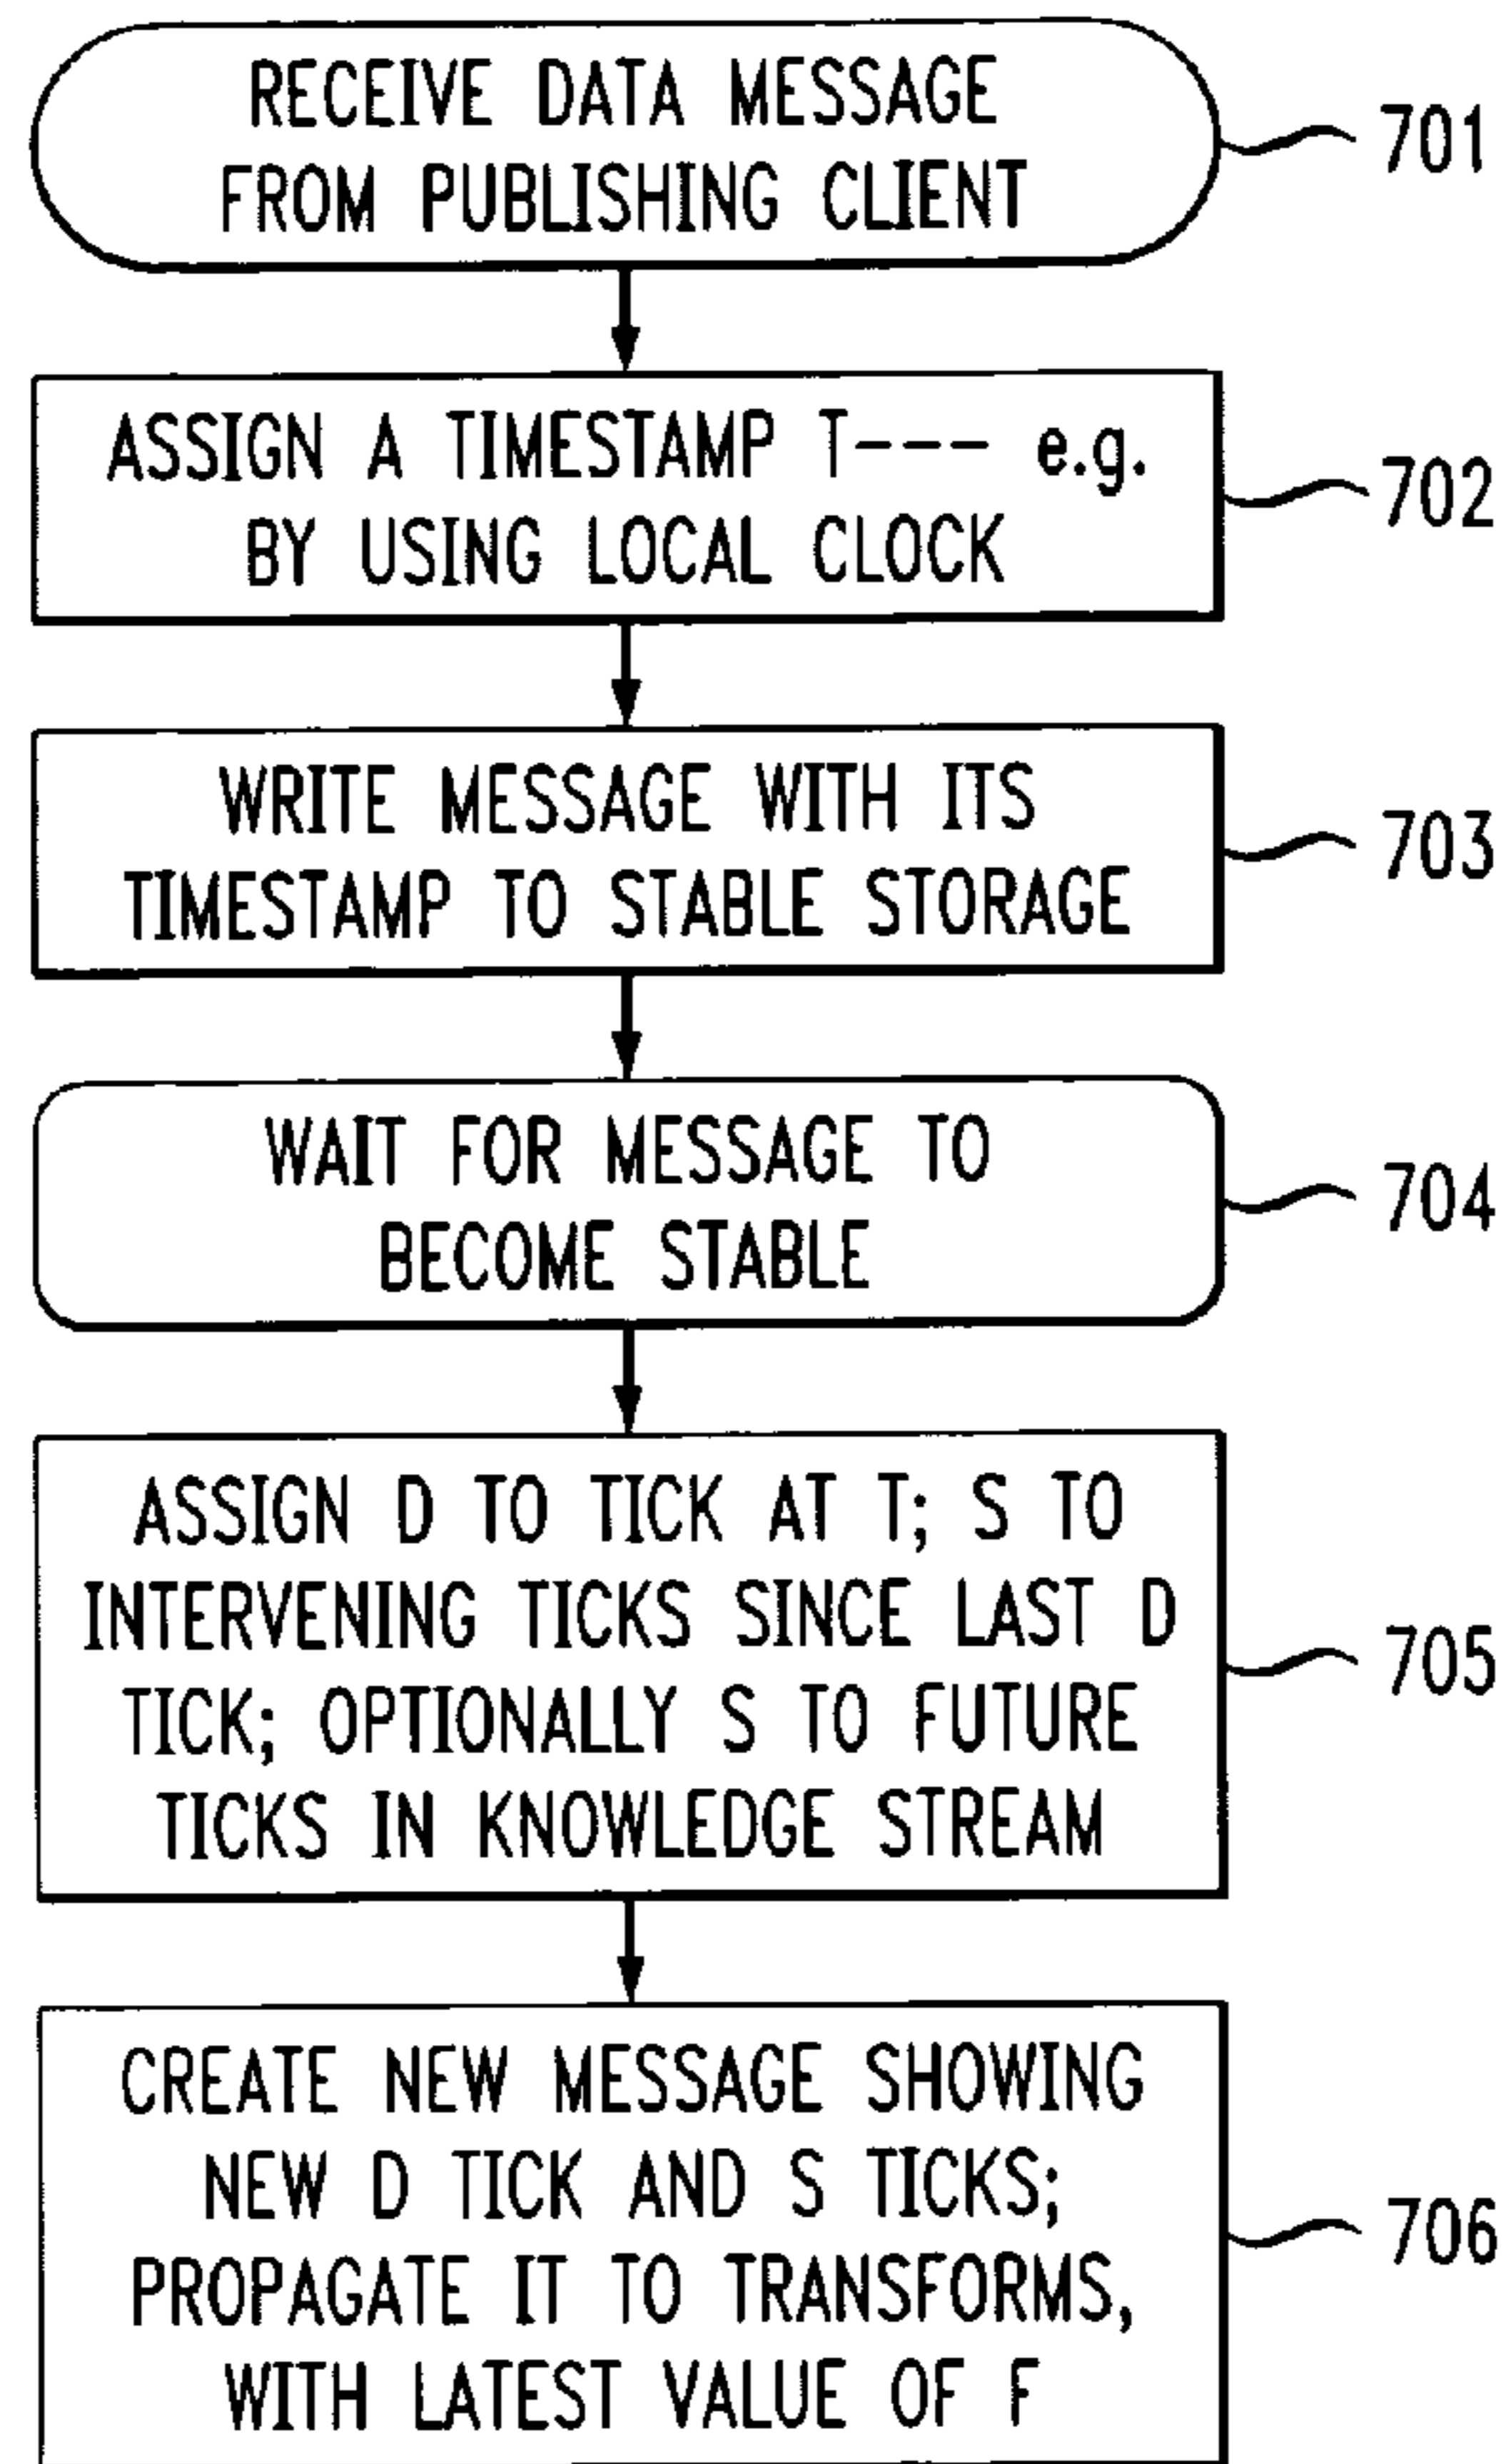 RECEIVE DATA MESSAGE
FROM PUBLISHING CLIENT
701
ASSIGN A TIMESTAMP T--- e.g.
BY USING LOCAL CLOCK
702
WRITE MESSAGE WITH ITS
TIMESTAMP TO STABLE STORAGE
703
WAIT FOR MESSAGE TO
BECOME STABLE
704
ASSIGN D TO TICK AT T; S TO
INTERVENING TICKS SINCE LAST D
TICK; OPTIONALLY S TO FUTURE
TICKS IN KNOWLEDGE STREAM
705
CREATE NEW MESSAGE SHOWING
NEW D TICK AND S TICKS;
PROPAGATE IT TO TRANSFORMS,
WITH LATEST VALUE OF F
706